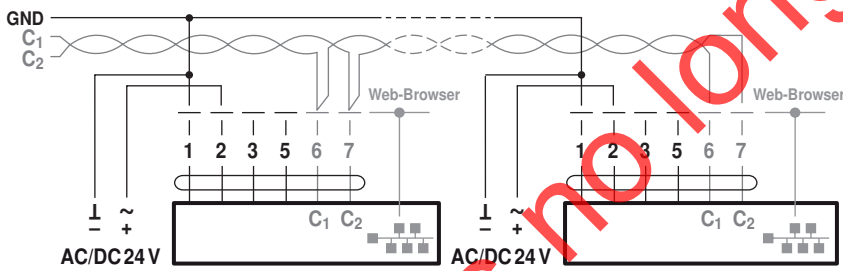 GND
C1
C2
Web-Browser Web-Browser
1 2 3 5 6 7 1 2 3 5 6 7
⊥ ~ C1 C2 ⊥ ~ C1 C2
– + – +
AC/DC 24 V AC/DC 24 V
no long